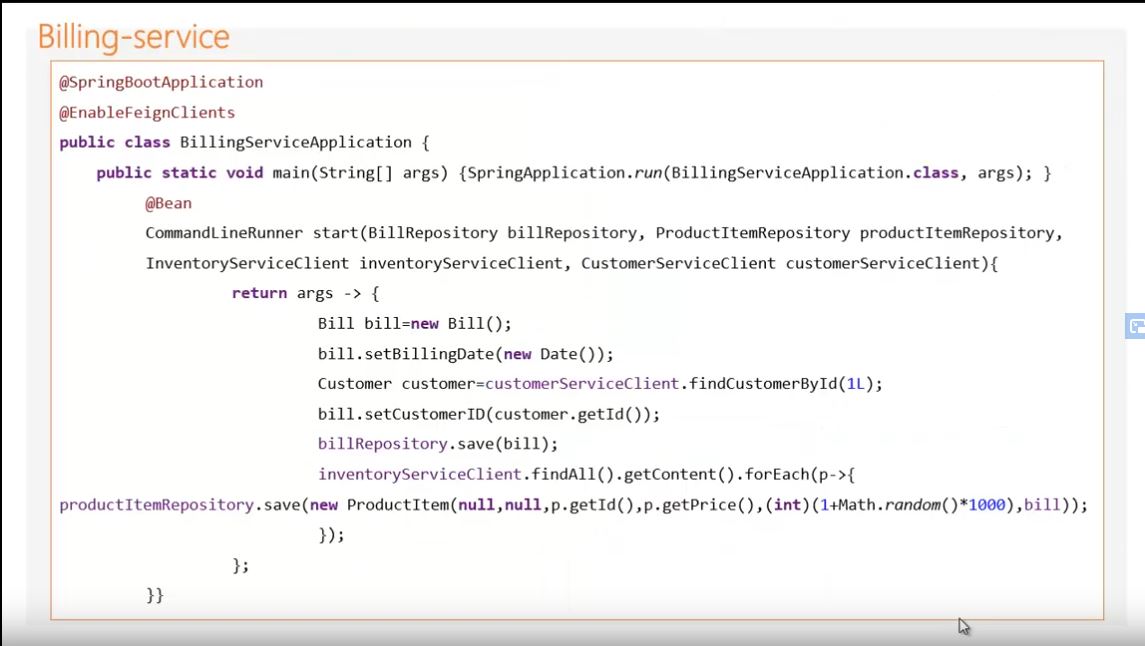 Billing-service
@SpringBootApplication
@EnableFeignClients
public class BillingServiceApplication {
public static void main(String[] args) {SpringApplication.run(BillingServiceApplication.class, args); }
@Bean
CommandLineRunner start(BillRepository billRepository, ProductItemRepository productItemRepository,
InventoryServiceClient inventoryServiceClient, CustomerServiceClient customerServiceClient){
return args -> {
Bill bill=new Bill();
bill.setBillingDate(new Date());
Customer customer=customerServiceClient.findCustomerById(1L);
bill.setCustomerID(customer.getId());
billRepository.save(bill);
inventoryServiceClient.findAll().getContent().forEach(p->{
productItemRepository.save(new ProductItem(null,null,p.getId(),p.getPrice(),(int)(1+Math.random()*1000),bill));
});
};
}}